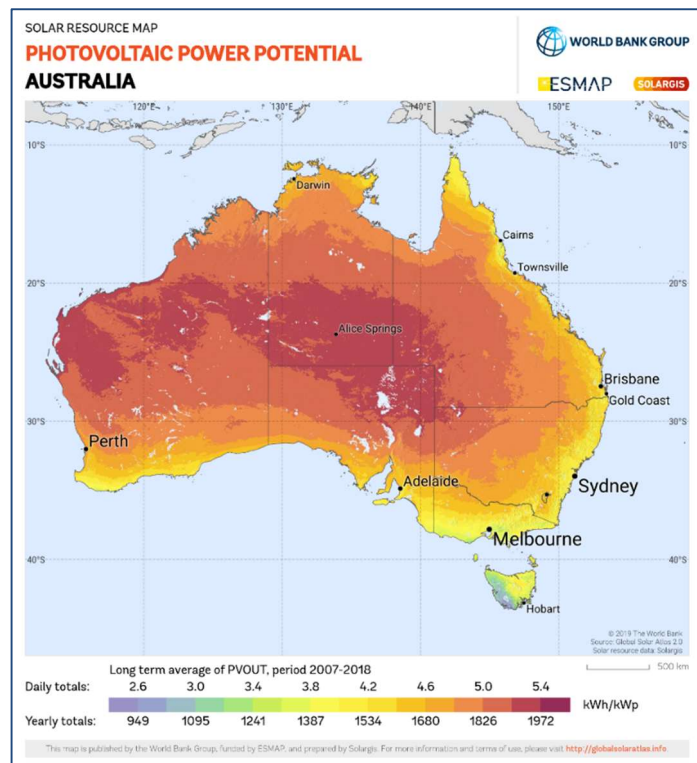 SOLAR RESOURCE MAP
PHOTOVOLTAIC POWER POTENTIAL
AUSTRALIA
WORLD BANK GROUP
ESMAP
SOLARGIS
120°E 130°E 140°E 150°E
10°S
Darwin
Cairns
Townsville
20°S
Alice Springs
Brisbane
Gold Coast
30°S
Perth
Adelaide
Sydney
Melbourne
40°S
Hobart
© 2019 The World Bank
Source: Global Solar Atlas 2.0
Solar resource data: Solargis
500 km
Long term average of PVOUT, period 2007-2018
Daily totals: 2.6 3.0 3.4 3.8 4.2 4.6 5.0 5.4
kWh/kWp
Yearly totals: 949 1095 1241 1387 1534 1680 1826 1972
This map is published by the World Bank Group, funded by ESMAP, and prepared by Solargis. For more information and terms of use, please visit http://globalsolaratlas.info.